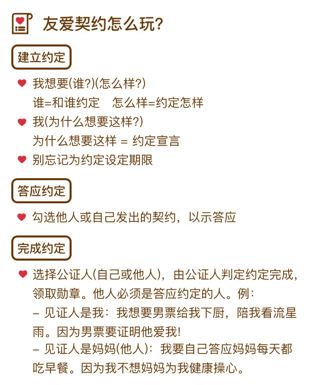 友爱契约怎么玩?
建立约定
我想要(谁?)(怎么样?)
谁=和谁约定 怎么样=约定怎样
我(为什么想要这样?)
为什么想要这样 = 约定宣言
别忘记为约定设定期限
答应约定
勾选他人或自己发出的契约，以示答应
完成约定
选择公证人(自己或他人)，由公证人判定约定完成，
领取勋章。他人必须是答应约定的人。例：
- 见证人是我：我想要男票给我下厨，陪我看流星
雨。因为男票要证明他爱我!
- 见证人是妈妈(他人)：我要自己答应妈妈每天都
吃早餐。因为我不想妈妈为我健康操心。